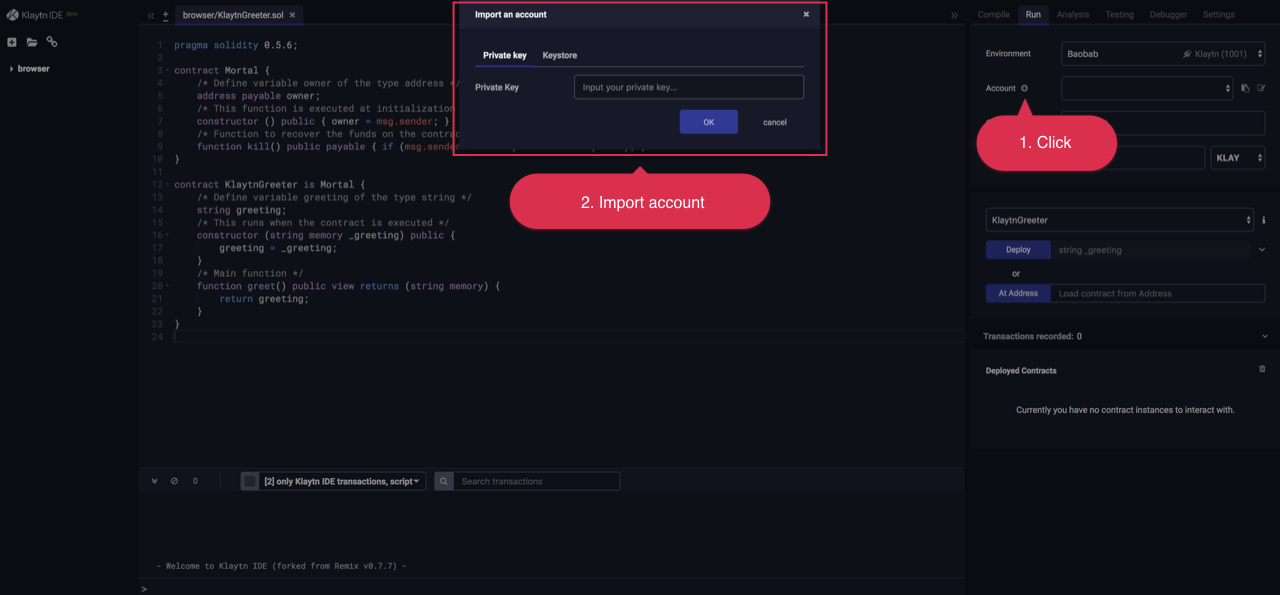 Klaytn IDE Beta
browser
browser/KlaytnGreeter.sol ×
1 pragma solidity 0.5.6;
2
3 contract Mortal {
4 /* Define variable owner of the type address */
5 address payable owner;
6 /* This function is executed at initialization
7 constructor () public { owner = msg.sender; }
8 /* Function to recover the funds on the contra
9 function kill() public payable { if (msg.sende
10 }
11
12 contract KlaytnGreeter is Mortal {
13 /* Define variable greeting of the type string */
14 string greeting;
15 /* This runs when the contract is executed */
16 constructor (string memory _greeting) public {
17 greeting = _greeting;
18 }
19 /* Main function */
20 function greet() public view returns (string memory) {
21 return greeting;
22 }
23 }
24
Import an account ×
Private key Keystore
Private Key Input your private key...
OK cancel
2. Import account
Compile Run Analysis Testing Debugger Settings
Environment Baobab Klaytn (1001)
Account
1. Click
KLAY
KlaytnGreeter i
Deploy string _greeting
or
At Address Load contract from Address
Transactions recorded: 0
Deployed Contracts
Currently you have no contract instances to interact with.
0 [2] only Klaytn IDE transactions, script Search transactions
- Welcome to Klaytn IDE (forked from Remix v0.7.7) -
>